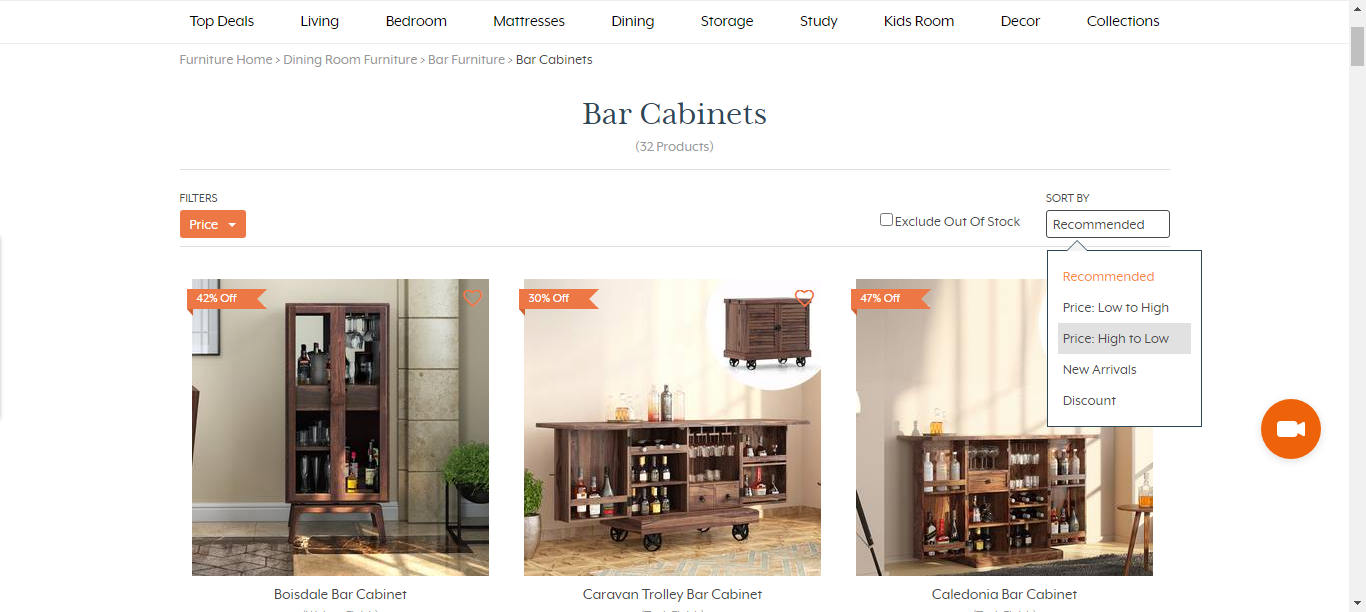 Top Deals Living Bedroom Mattresses Dining Storage Study Kids Room Decor Collections
Furniture Home > Dining Room Furniture > Bar Furniture > Bar Cabinets
Bar Cabinets
(32 Products)
FILTERS
Price
Exclude Out Of Stock
SORT BY
Recommended
Recommended
Price: Low to High
Price: High to Low
New Arrivals
Discount
42% Off
30% Off
47% Off
Boisdale Bar Cabinet
Caravan Trolley Bar Cabinet
Caledonia Bar Cabinet